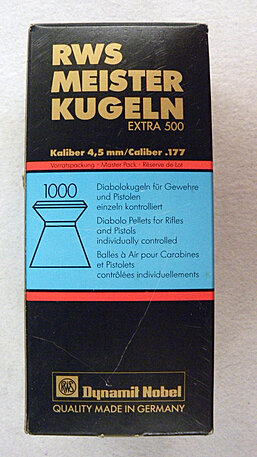 RWS
MEISTER
KUGELN
EXTRA 500
Kaliber 4,5 mm/Caliber .177
Vorratspackung · Master Pack · Réserve de Lot
1000
Diabolokugeln für Gewehre
und Pistolen
einzeln kontrolliert
Diabolo Pellets for Rifles
and Pistols
individually controlled
Balles à Air pour Carabines
et Pistolets
contrôlées individuellements
RWS
Dynamit Nobel
QUALITY MADE IN GERMANY